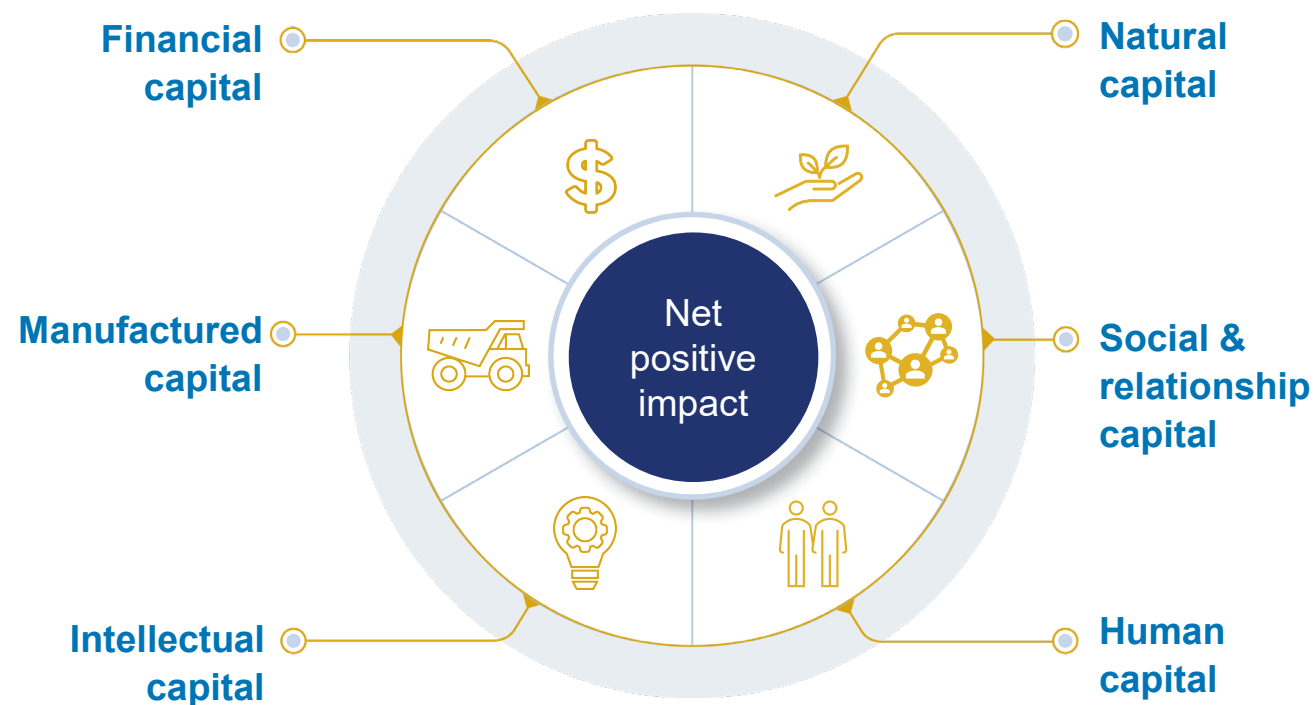 Financial
capital
Natural
capital
Manufactured
capital
Net
positive
impact
Social &
relationship
capital
Intellectual
capital
Human
capital